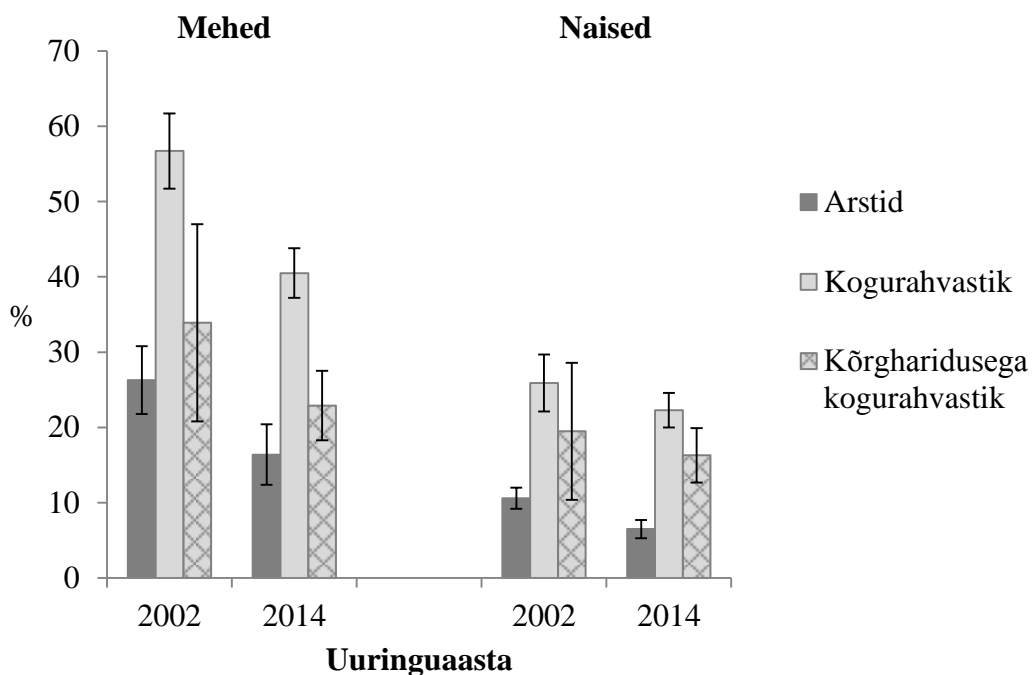 Mehed
Naised
70
60
50
40
30
20
10
0
%
2002
2014
2002
2014
Uuringuaasta
Arstid
Kogurahvastik
Kõrgharidusega
kogurahvastik